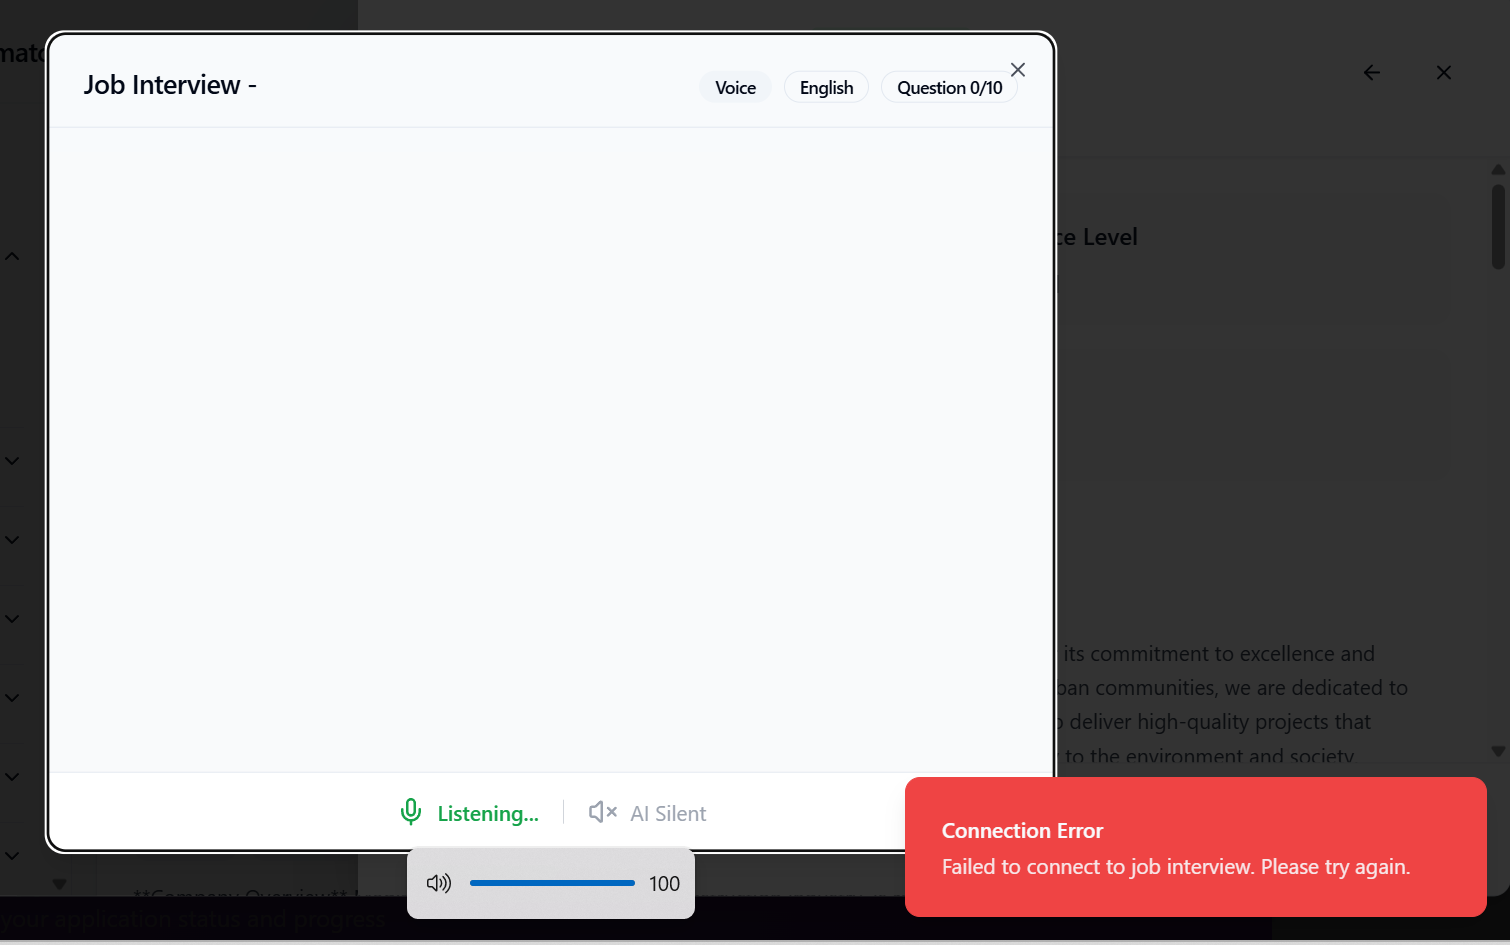 Job Interview -
Voice
English
Question 0/10
ce Level
its commitment to excellence and
ban communities, we are dedicated to
deliver high-quality projects that
to the environment and society
Listening...
AI Silent
Connection Error
Failed to connect to job interview. Please try again.
100
**Company Overview**
your application status and progress